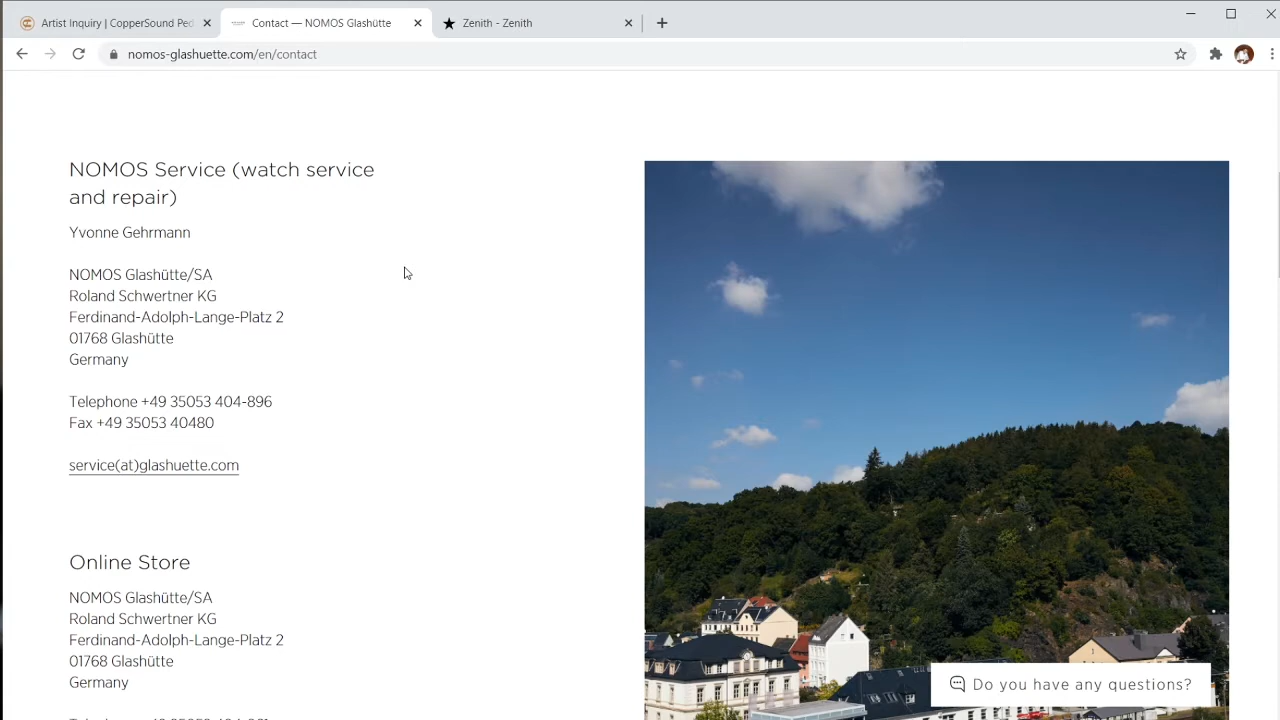 Artist Inquiry | CopperSound Ped
Contact — NOMOS Glashütte
Zenith - Zenith
nomos-glashuette.com/en/contact
NOMOS Service (watch service
and repair)
Yvonne Gehrmann
NOMOS Glashütte/SA
Roland Schwertner KG
Ferdinand-Adolph-Lange-Platz 2
01768 Glashütte
Germany
Telephone +49 35053 404-896
Fax +49 35053 40480
service(at)glashuette.com
Online Store
NOMOS Glashütte/SA
Roland Schwertner KG
Ferdinand-Adolph-Lange-Platz 2
01768 Glashütte
Germany
Do you have any questions?